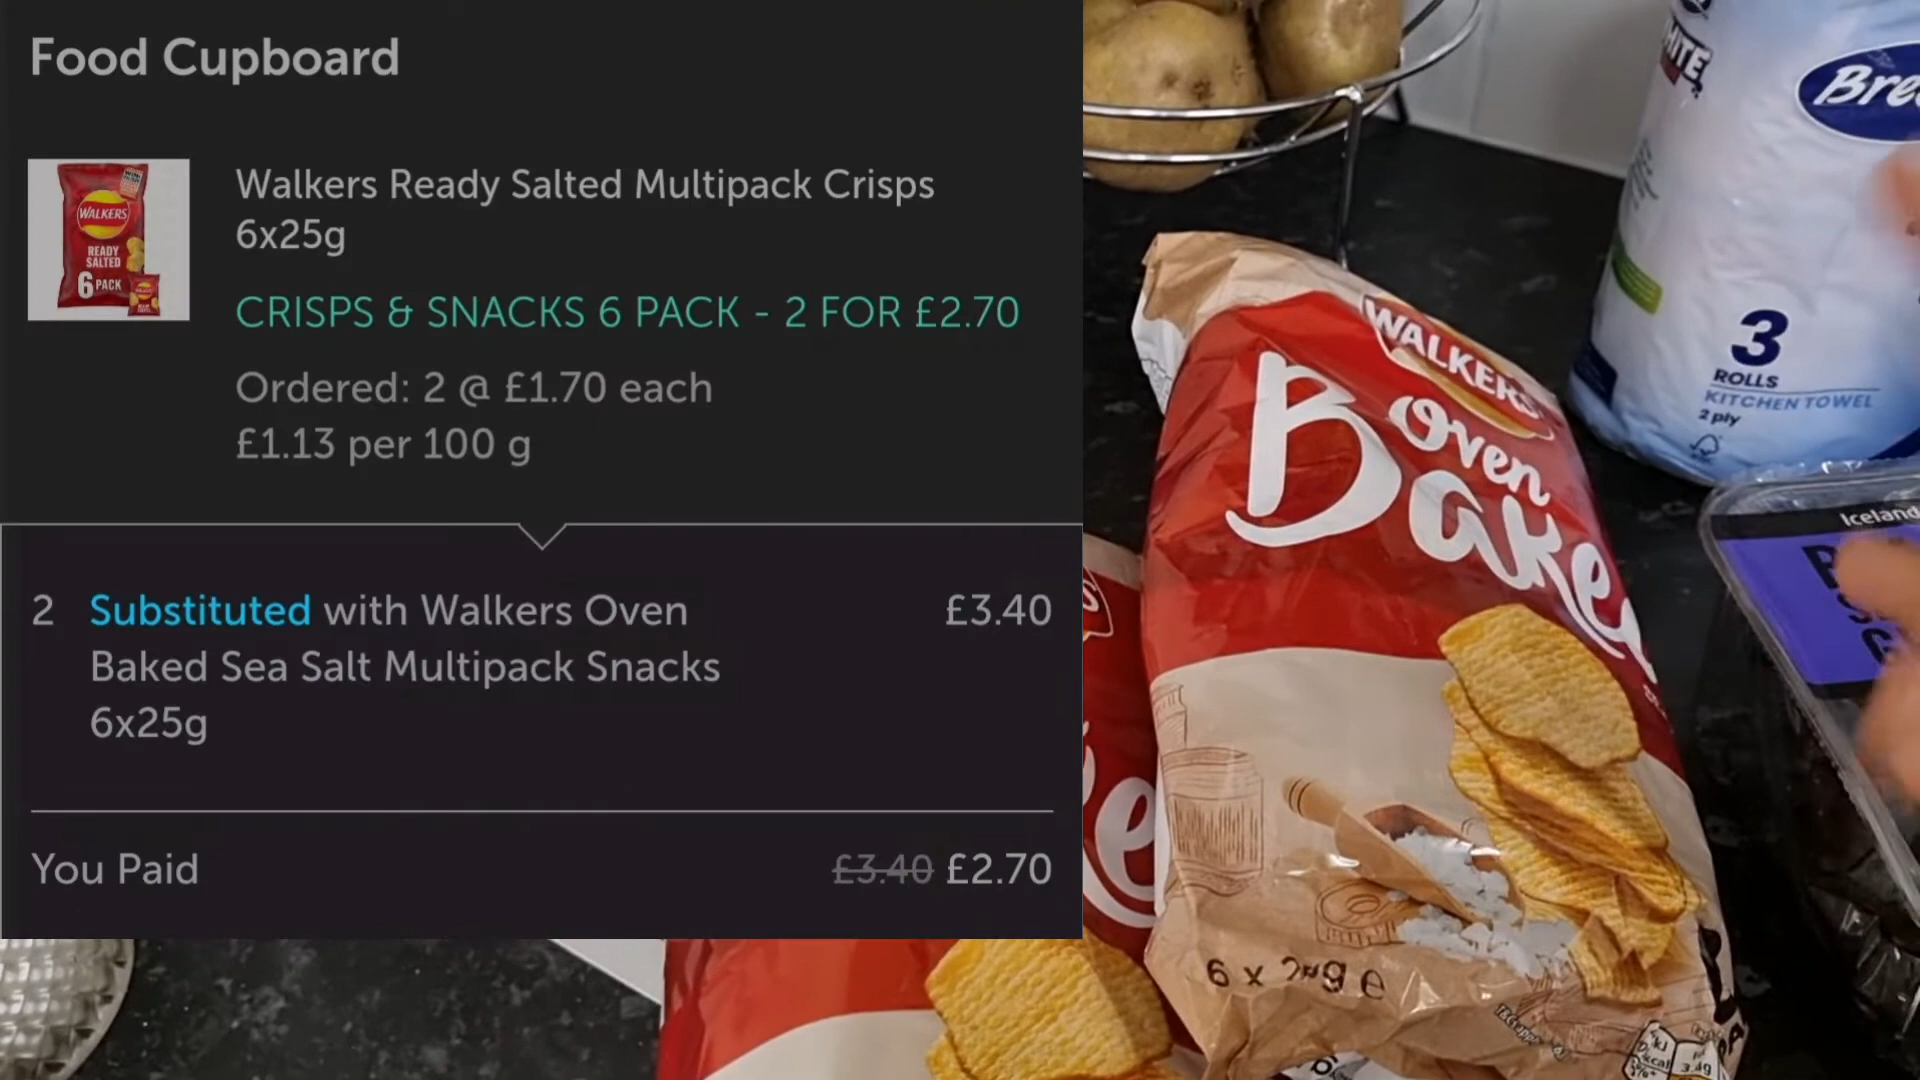 Food Cupboard
WALKERS
READY
SALTED
6 PACK
Walkers Ready Salted Multipack Crisps
6x25g
CRISPS & SNACKS 6 PACK - 2 FOR £2.70
Ordered: 2 @ £1.70 each
£1.13 per 100 g
2 Substituted with Walkers Oven £3.40
Baked Sea Salt Multipack Snacks
6x25g
You Paid £3.40 £2.70
WALKERS
Oven
Bake
3
ROLLS
KITCHEN TOWEL
2 ply
Iceland